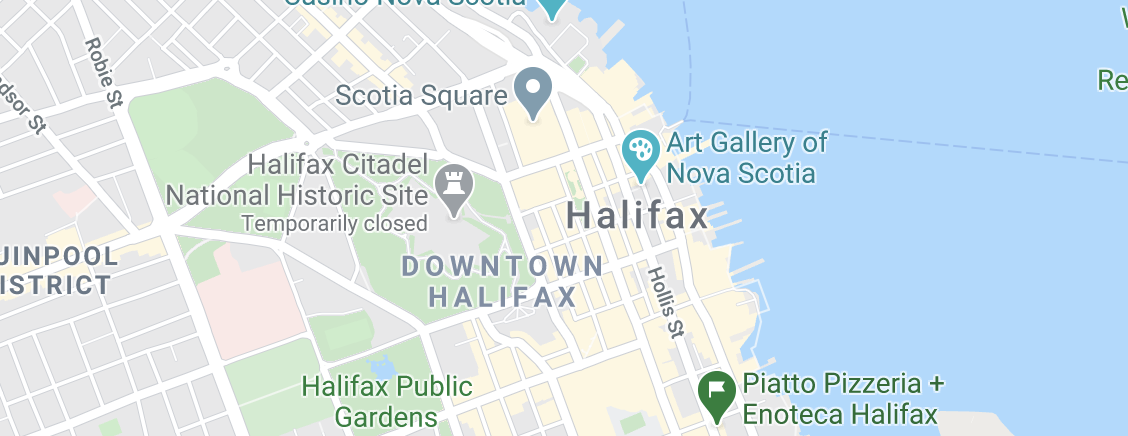 Casino Nova Scotia
Robie St
Scotia Square
Re
Art Gallery of
Nova Scotia
Halifax Citadel
National Historic Site
Temporarily closed
Halifax
UINPOOL
ISTRICT
DOWNTOWN
HALIFAX
Hollis St
Halifax Public
Gardens
Piatto Pizzeria +
Enoteca Halifax
dsor St